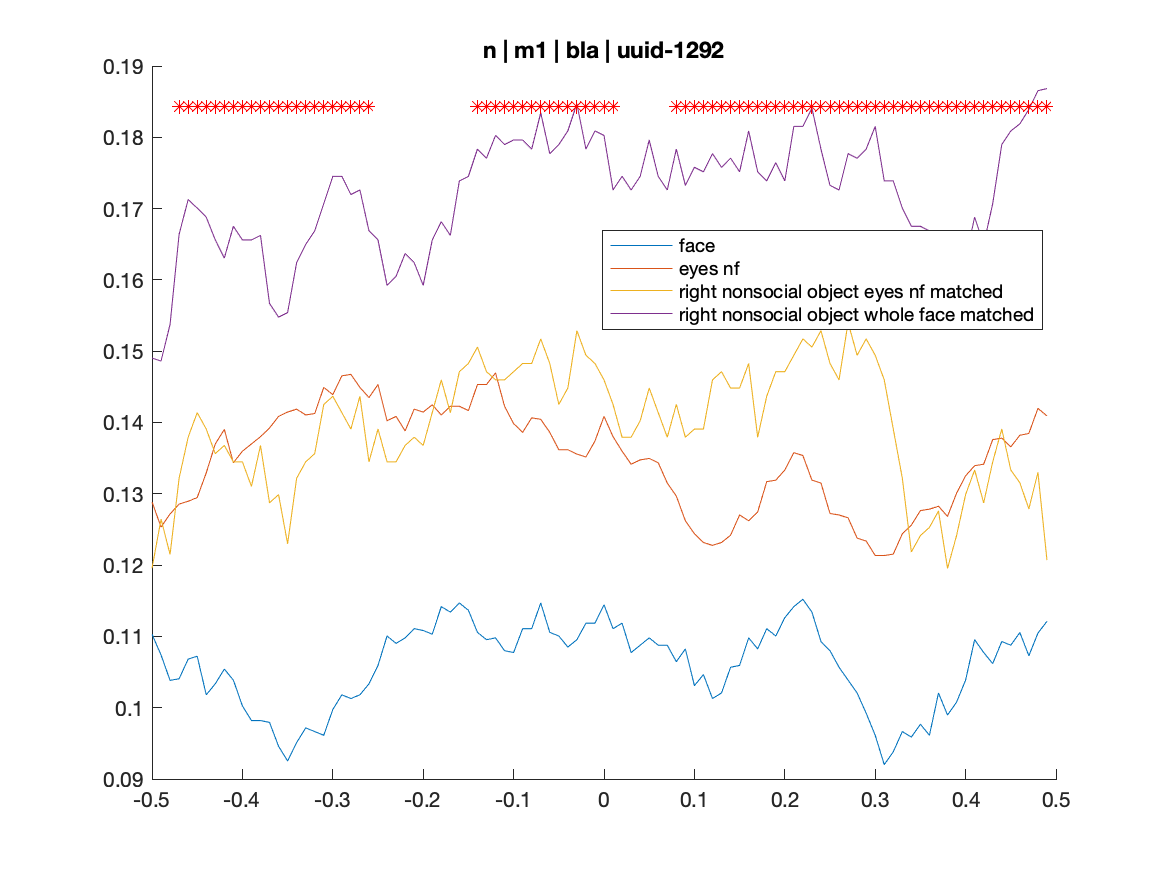 n | m1 | bla | uuid-1292
0.19
0.18
0.17
0.16
0.15
0.14
0.13
0.12
0.11
0.1
0.09
face
eyes nf
right nonsocial object eyes nf matched
right nonsocial object whole face matched
-0.5 -0.4 -0.3 -0.2 -0.1 0 0.1 0.2 0.3 0.4 0.5